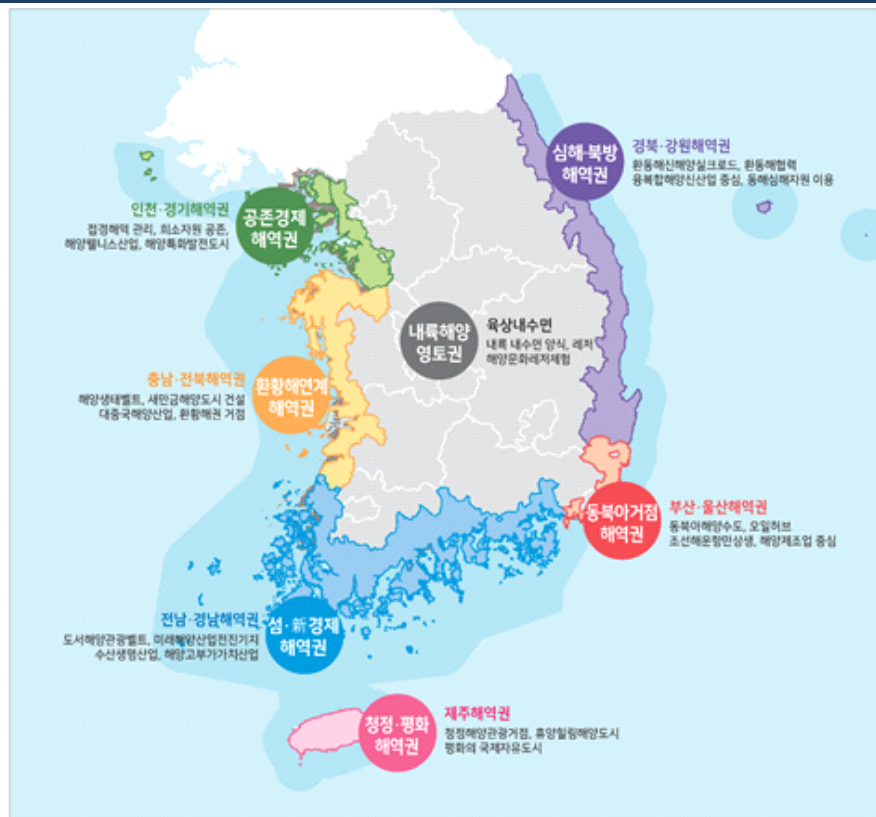 심해·북방
해역권
경북·강원해역권
환동해신해양실크로드, 환동해협력
융복합해양신산업 중심, 동해심해자원 이용
인천·경기해역권
접경해역 관리, 희소자원 공존,
해양웰니스산업, 해양특화발전도시
공존경제
해역권
내륙해양
영토권
육상내수면
내륙 내수면 양식, 레저
해양문화레저체험
충남·전북해역권
해양생태벨트, 새만금해양도시 건설
대중국해양산업, 환황해권 거점
환황해연계
해역권
동북아거점
해역권
부산·울산해역권
동북아해양수도, 오일허브
조선해운항만상생, 해양제조업 중심
전남·경남해역권
도서해양관광벨트, 미래해양산업전진기지
수산생명산업, 해양고부가가치산업
섬·新경제
해역권
청정·평화
해역권
제주해역권
청정해양관광거점, 휴양힐링해양도시
평화의 국제자유도시